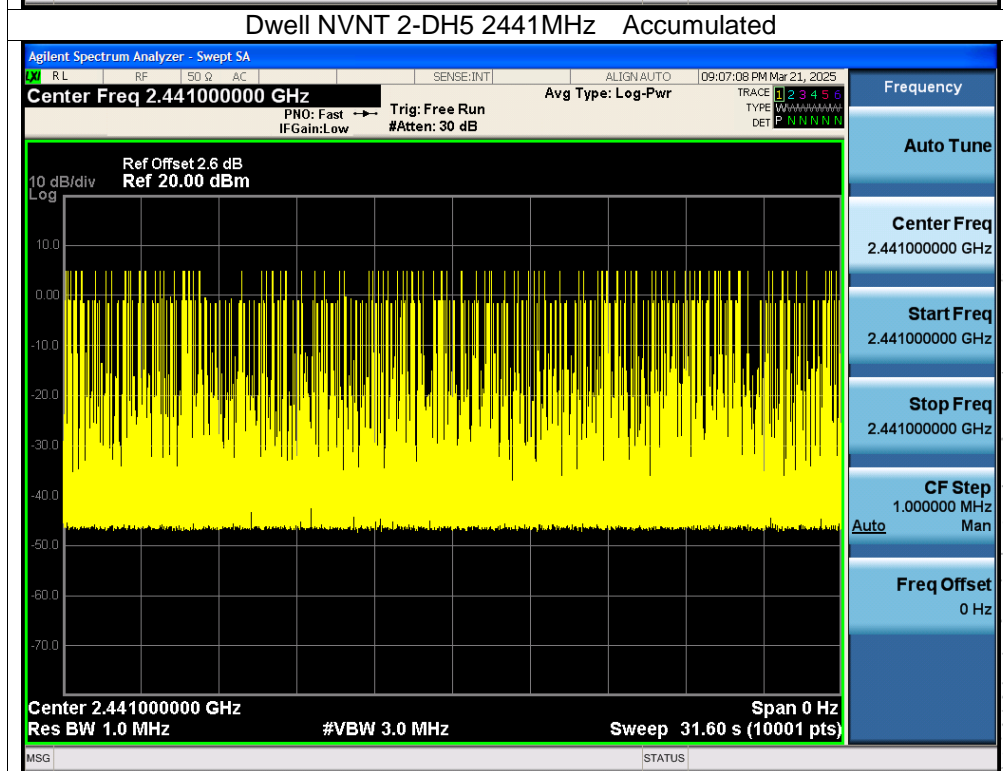 Dwell NVNT 2-DH5 2441MHz Accumulated
Agilent Spectrum Analyzer - Swept SA
LXI RL RF 50 Ω AC SENSE:INT ALIGN AUTO 09:07:08 PM Mar 21, 2025
Center Freq 2.441000000 GHz
PNO: Fast
IFGain:Low
Trig: Free Run
#Atten: 30 dB
Avg Type: Log-Pwr
TRACE 1 2 3 4 5 6
TYPE WWWWWW
DET P N N N N N
Ref Offset 2.6 dB
10 dB/div Ref 20.00 dBm
Log
10.0
0.00
-10.0
-20.0
-30.0
-40.0
-50.0
-60.0
-70.0
Center 2.441000000 GHz Span 0 Hz
Res BW 1.0 MHz #VBW 3.0 MHz Sweep 31.60 s (10001 pts)
MSG STATUS
Frequency
Auto Tune
Center Freq
2.441000000 GHz
Start Freq
2.441000000 GHz
Stop Freq
2.441000000 GHz
CF Step
1.000000 MHz
Auto Man
Freq Offset
0 Hz